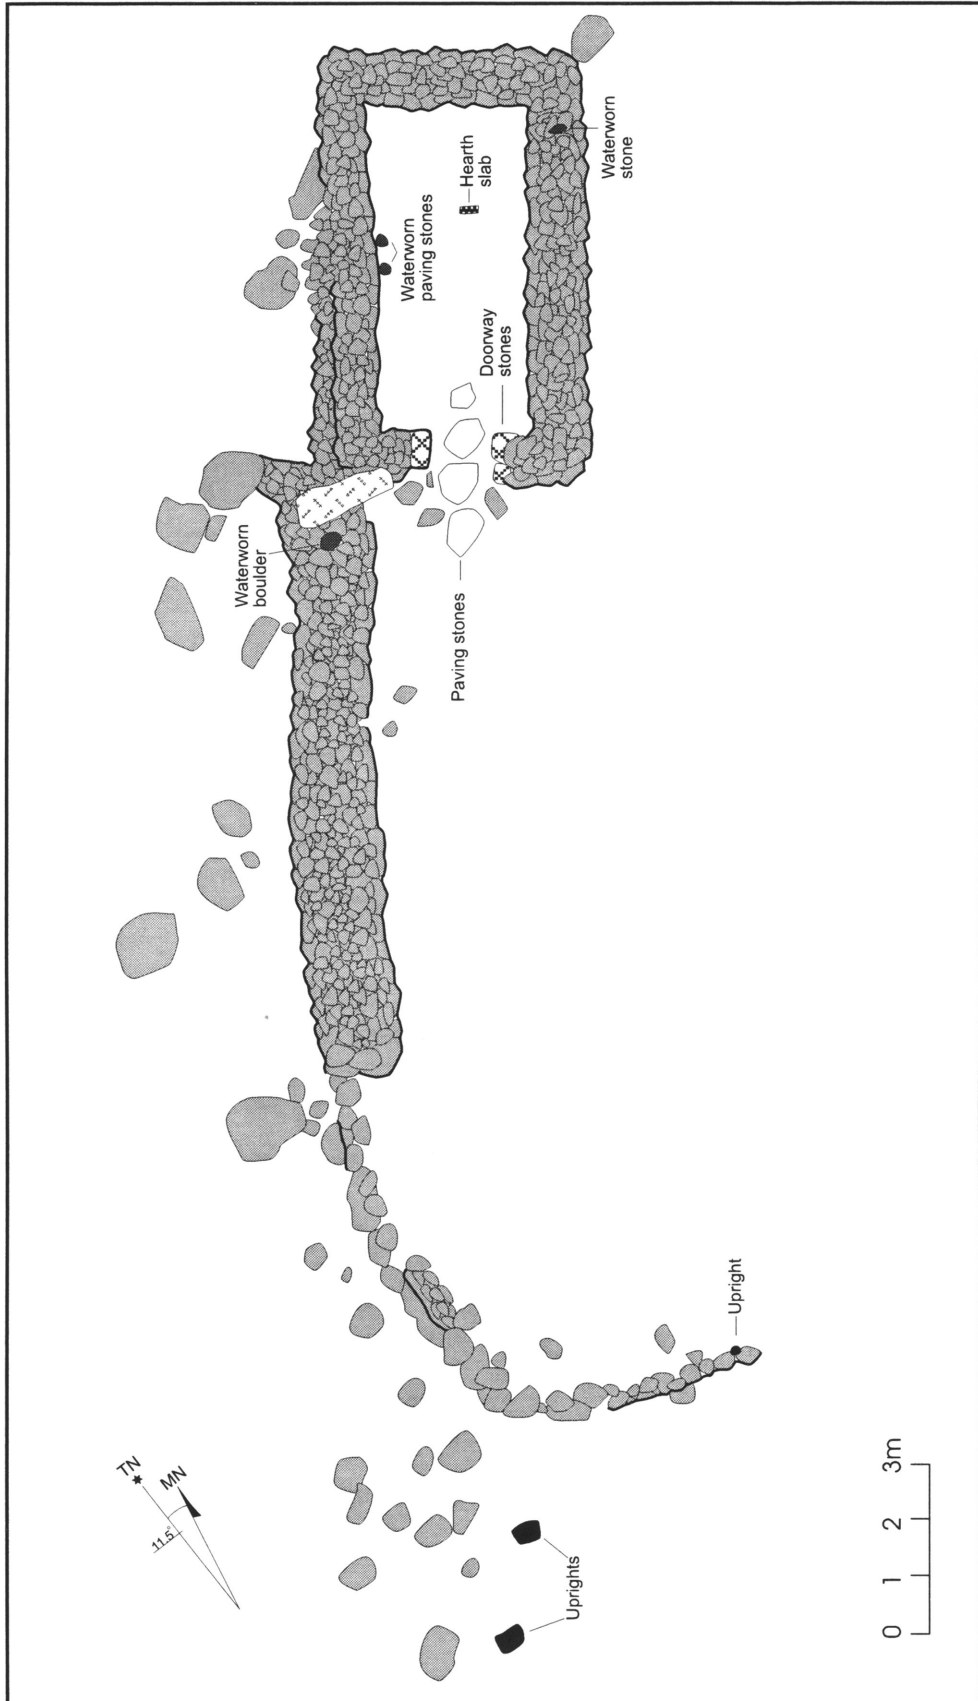 Waterworn
stone
Hearth
slab
Waterworn
paving stones
Doorway
stones
Waterworn
boulder
Paving stones
Upright
Uprights
TN
MN
11.5°
0 1 2 3m